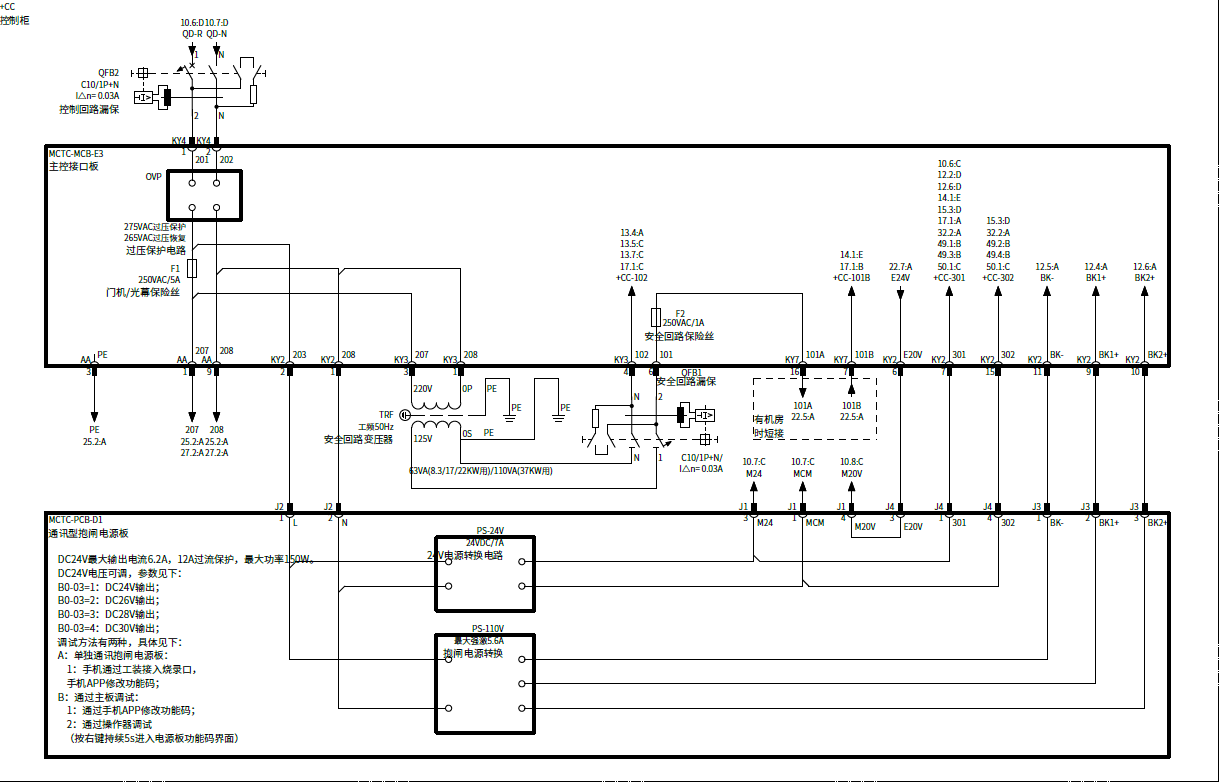 +CC
控制柜
10.6:D 10.7:D
QD-R QD-N
1 N
QFB2
C10/1P+N
I△n= 0.03A
控制回路漏保
2 N
KY4 KY4
1 2
201 202
MCTC-MCB-E3
主控接口板
OVP
275VAC过压保护
265VAC过压恢复
过压保护电路
F1
250VAC/5A
门机/光幕保险丝
13.4:A
13.5:C
13.7:C
17.1:C
+CC-102
F2
250VAC/1A
安全回路保险丝
14.1:E
17.1:B
+CC-101B
22.7:A
E24V
10.6:C
12.2:D
12.6:D
14.1:E
15.3:D
17.1:A
32.2:A
49.1:B
49.3:B
50.1:C
+CC-301
15.3:D
32.2:A
49.2:B
49.4:B
50.1:C
+CC-302
12.5:A
BK-
12.4:A
BK1+
12.6:A
BK2+
PE 207 208 203 208 207 208 102 101 101A 101B E20V 301 302 BK- BK1+ BK2+
AA AA AA KY2 KY2 KY3 KY3 KY3 KY7 KY7 KY2 KY2 KY2 KY2 KY2 KY2
3 1 9 2 1 3 1 4 6 16 7 6 7 15 11 9 10
QFB1
安全回路漏保
PE
25.2:A
207 208
25.2:A 25.2:A
27.2:A 27.2:A
220V 0P PE
PE PE
TRF
工频50Hz
安全回路变压器
125V 0S PE
63VA(8.3/17/22KW用)/110VA(37KW用)
N 2
N 1
C10/1P+N/
I△n= 0.03A
101A 101B
22.5:A 22.5:A
有机房
时短接
10.7:C 10.7:C 10.8:C
M24 MCM M20V
J2 J2 J1 J1 J1 J4 J4 J4 J3 J3 J3
1 2 3 1 4 3 1 4 1 2 3
L N M24 MCM M20V E20V 301 302 BK- BK1+ BK2+
MCTC-PCB-D1
通讯型抱闸电源板
PS-24V
24VDC/7A
24V电源转换电路
DC24V最大输出电流6.2A，12A过流保护，最大功率150W。
DC24V电压可调，参数见下：
B0-03=1：DC24V输出；
B0-03=2：DC26V输出；
B0-03=3：DC28V输出；
B0-03=4：DC30V输出；
调试方法有两种，具体见下：
A：单独通讯抱闸电源板：
1：手机通过工装接入烧录口，
手机APP修改功能码；
B：通过主板调试：
1：通过手机APP修改功能码；
2：通过操作器调试
（按右键持续5s进入电源板功能码界面）
PS-110V
最大强激5.6A
抱闸电源转换